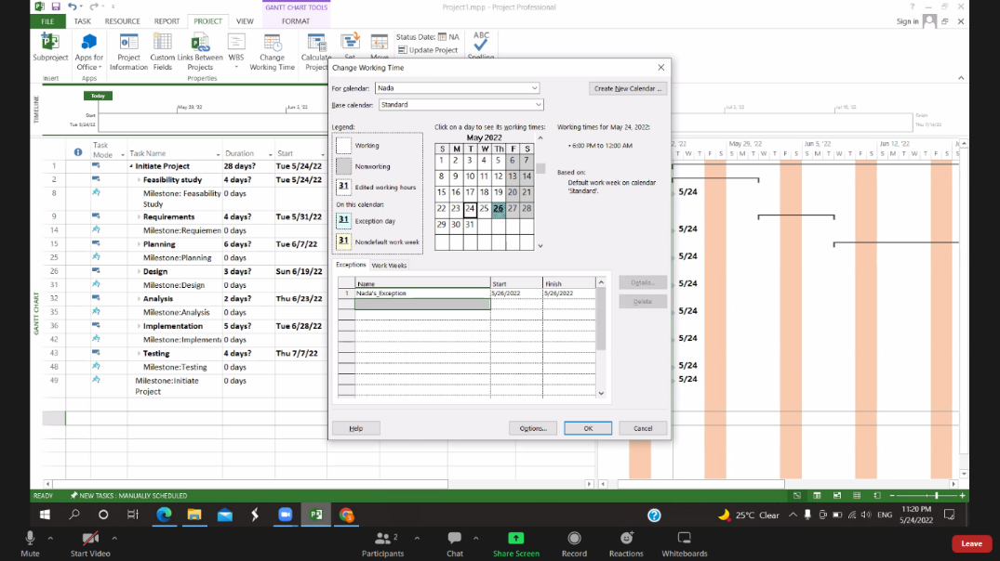 GANTT CHART TOOLS
Project1.mpp - Project Professional
FILE TASK RESOURCE REPORT PROJECT VIEW FORMAT
Sign in
Subproject
Apps for Office
Project Information
Custom Fields
Links Between Projects
WBS
Change Working Time
Calculate Project
Set
Move
Status Date: NA
Update Project
ABC
Spelling
Insert
Apps
Properties
TIMELINE
Today
Start
Tue 5/24/22
May 29, '22
Jun 5, '22
Jul 3, '22
Jul 10, '22
Finish
Thu 7/14/22
GANTT CHART
Task Mode Task Name Duration Start
1 Initiate Project 28 days? Tue 5/24/22
2 Feasibility study 4 days? Tue 5/24/22
8 Milestone: Feasability Study 0 days
9 Requirements 4 days? Tue 5/31/22
14 Milestone:Requiemen 0 days
15 Planning 6 days? Tue 6/7/22
25 Milestone:Planning 0 days
26 Design 3 days? Sun 6/19/22
31 Milestone:Design 0 days
32 Analysis 2 days? Thu 6/23/22
35 Milestone:Analysis 0 days
36 Implementation 5 days? Tue 6/28/22
42 Milestone:Implement 0 days
43 Testing 4 days? Thu 7/7/22
48 Milestone:Testing 0 days
49 Milestone:Initiate Project 0 days
Change Working Time
For calendar: Nada
Create New Calendar ...
Base calendar: Standard
Legend:
Working
Nonworking
31 Edited working hours
On this calendar:
31 Exception day
31 Nondefault work week
Click on a day to see its working times:
May 2022
S M T W Th F S
1 2 3 4 5 6 7
8 9 10 11 12 13 14
15 16 17 18 19 20 21
22 23 24 25 26 27 28
29 30 31
Working times for May 24, 2022:
• 6:00 PM to 12:00 AM
Based on:
Default work week on calendar
'Standard'.
Exceptions Work Weeks
Name Start Finish
1 Nada's_Exception 5/26/2022 5/26/2022
Details...
Delete
Help
Options...
OK
Cancel
'22 May 29, '22 Jun 5, '22 Jun 12, '22
5/24
5/24
5/24
5/24
5/24
5/24
5/24
5/24
READY NEW TASKS : MANUALLY SCHEDULED
25°C Clear
ENG
11:20 PM
5/24/2022
Mute
Start Video
Participants
2
Chat
Share Screen
Record
Reactions
Whiteboards
Leave